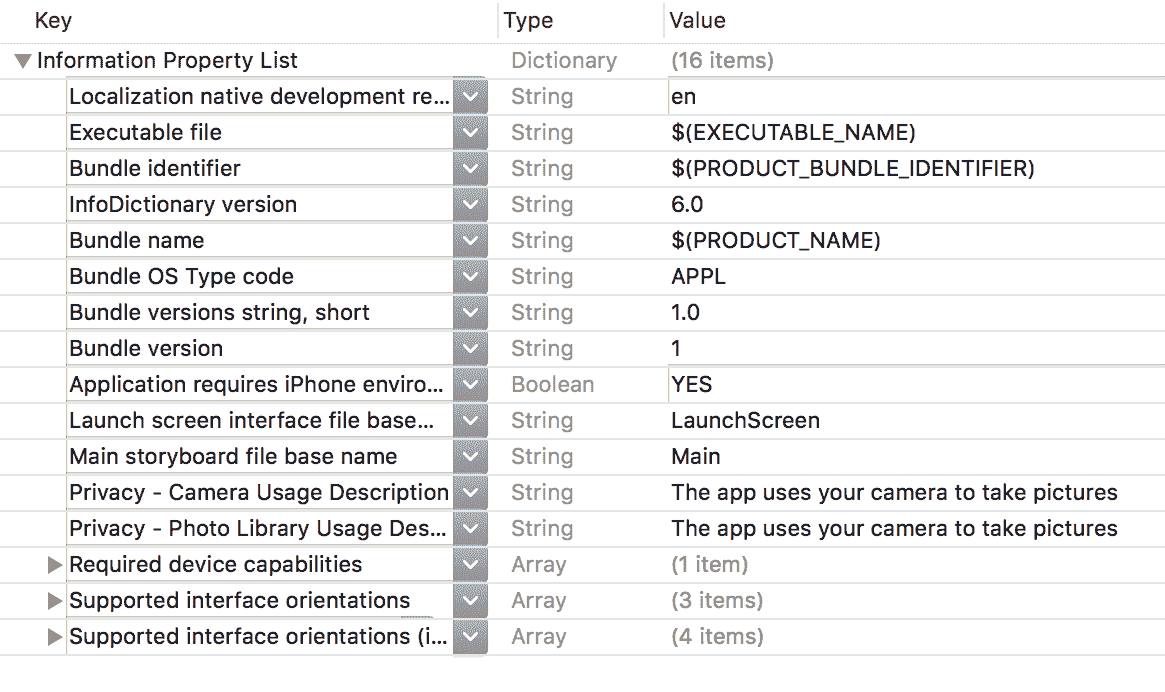 Key Type Value
Information Property List Dictionary (16 items)
Localization native development re... String en
Executable file String $(EXECUTABLE_NAME)
Bundle identifier String $(PRODUCT_BUNDLE_IDENTIFIER)
InfoDictionary version String 6.0
Bundle name String $(PRODUCT_NAME)
Bundle OS Type code String APPL
Bundle versions string, short String 1.0
Bundle version String 1
Application requires iPhone enviro... Boolean YES
Launch screen interface file base... String LaunchScreen
Main storyboard file base name String Main
Privacy - Camera Usage Description String The app uses your camera to take pictures
Privacy - Photo Library Usage Des... String The app uses your camera to take pictures
Required device capabilities Array (1 item)
Supported interface orientations Array (3 items)
Supported interface orientations (i... Array (4 items)